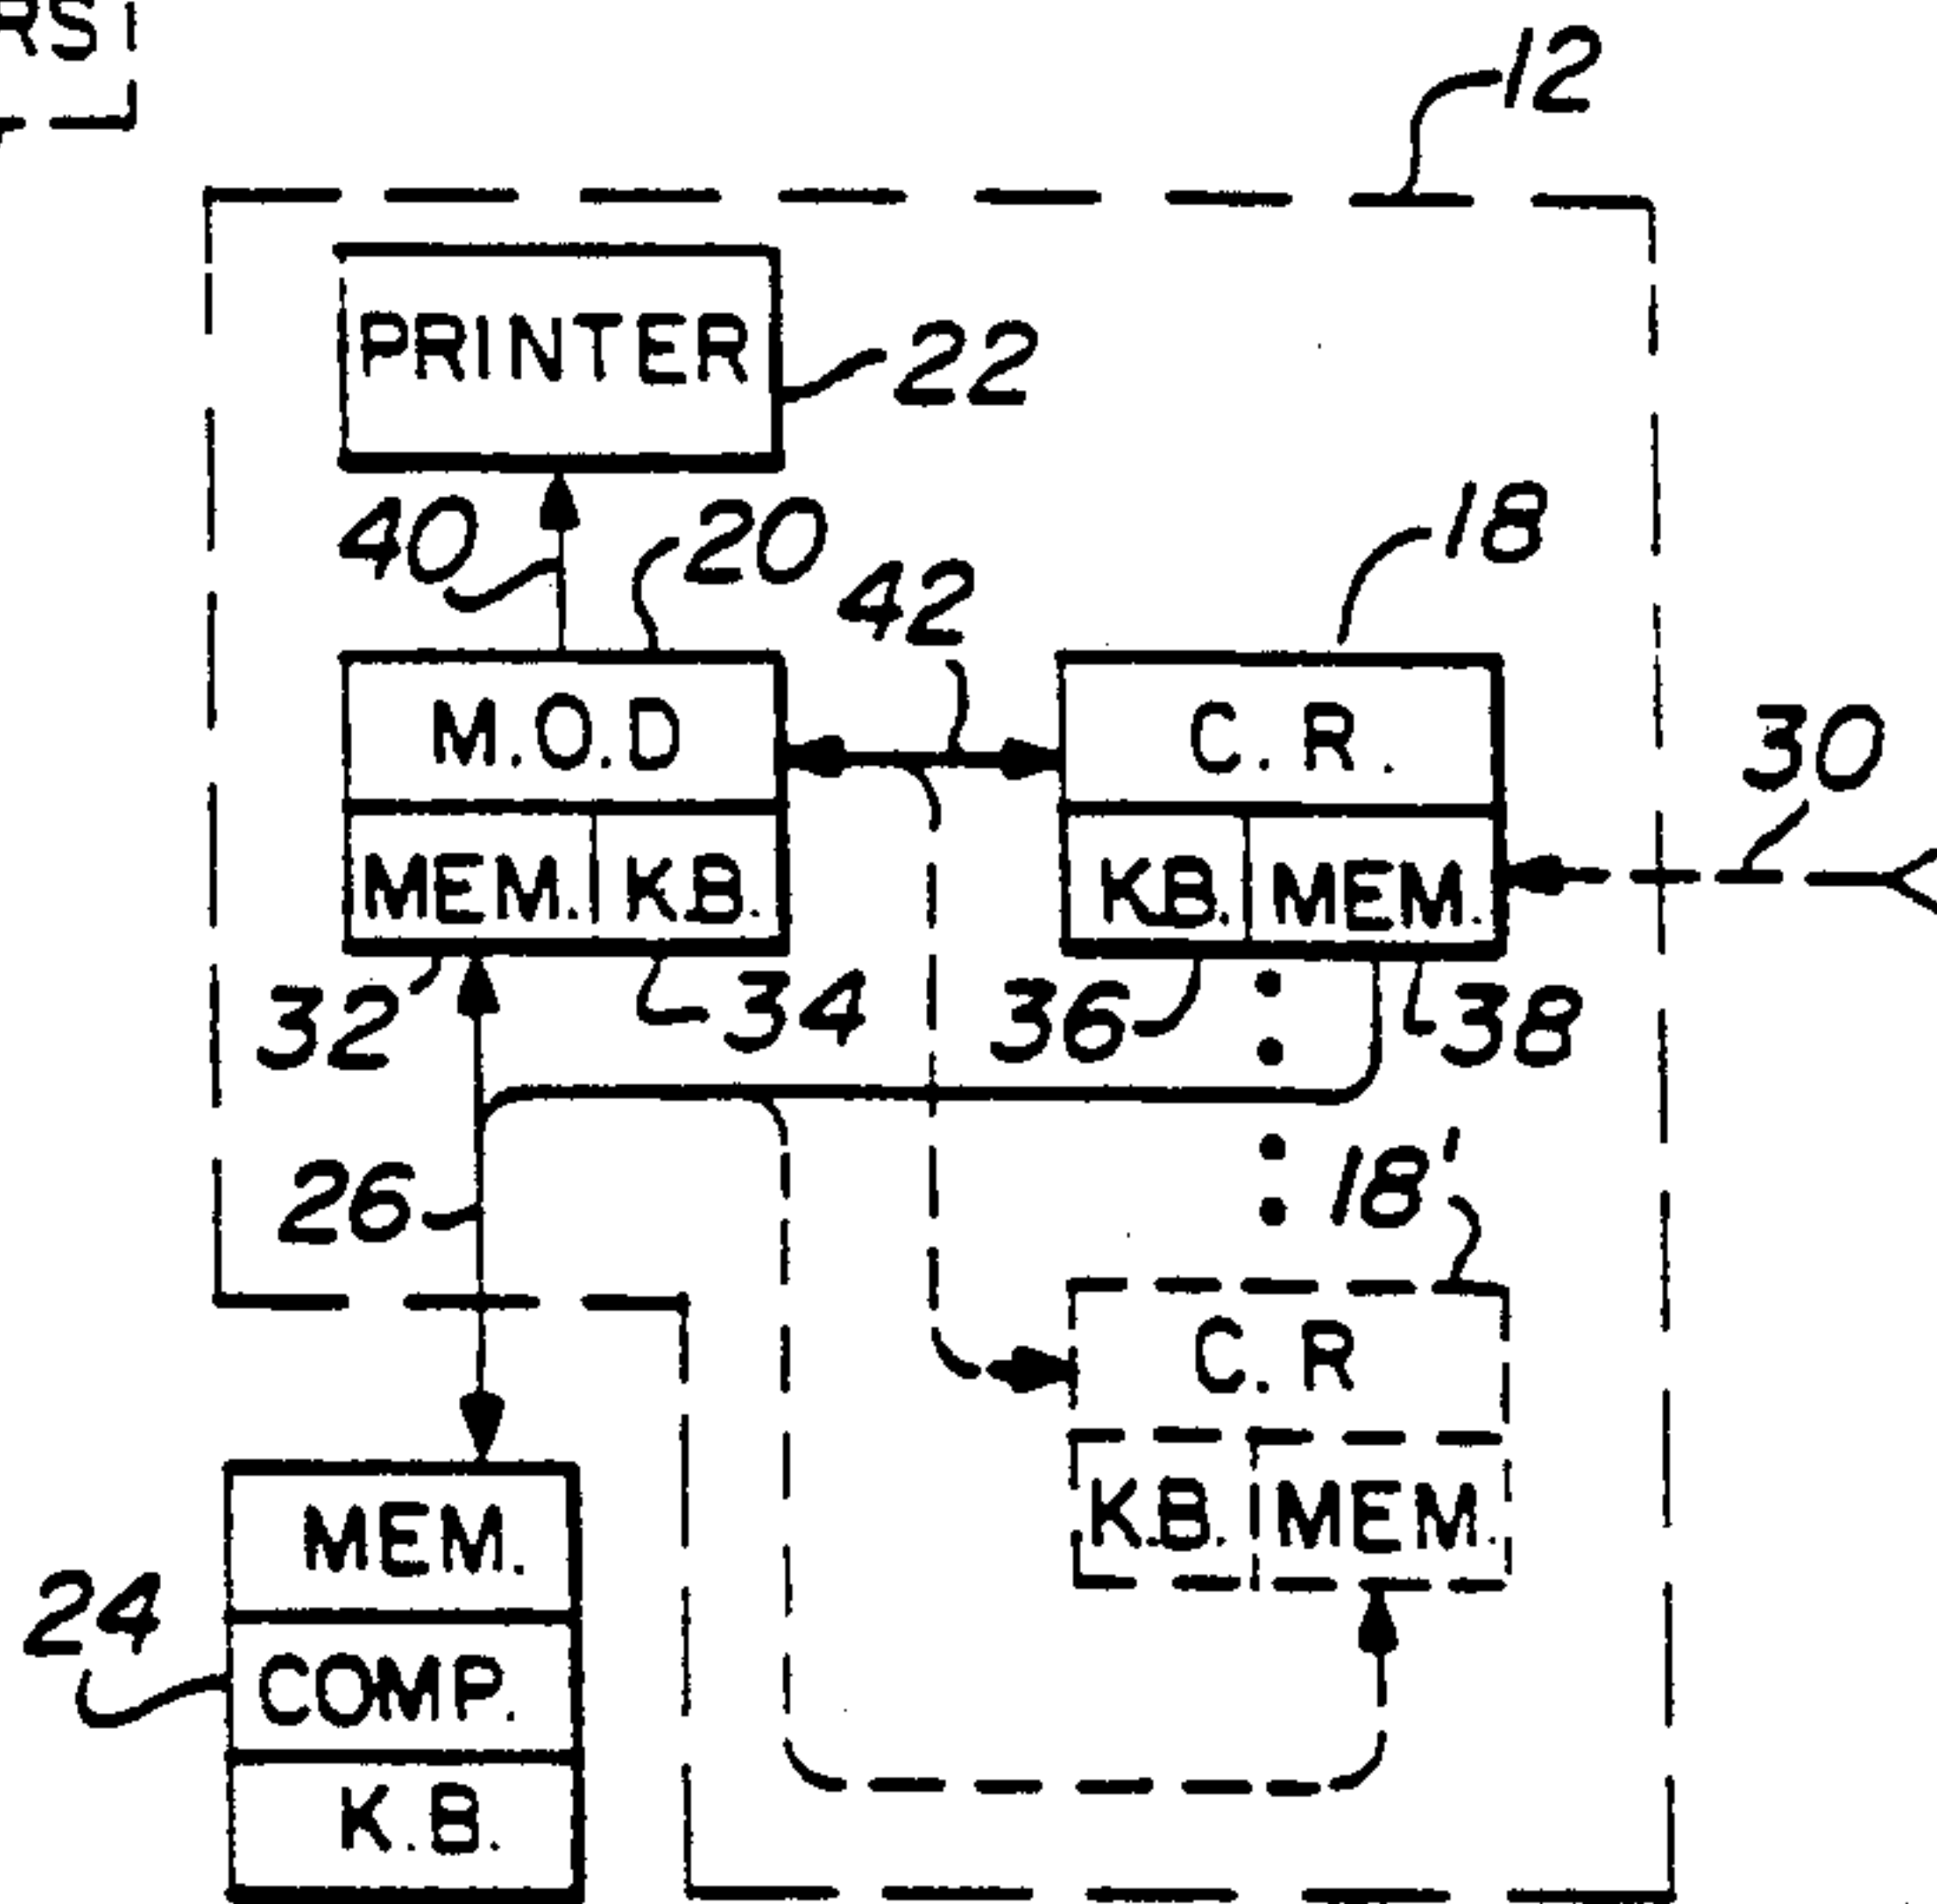 RS
12
PRINTER
22
40
20
42
18
M.O.D
C.R.
30
MEM. K.B.
K.B. MEM.
32
34
36
38
26
18'
C.R
K.B. MEM.
MEM.
24
COMP.
K.B.